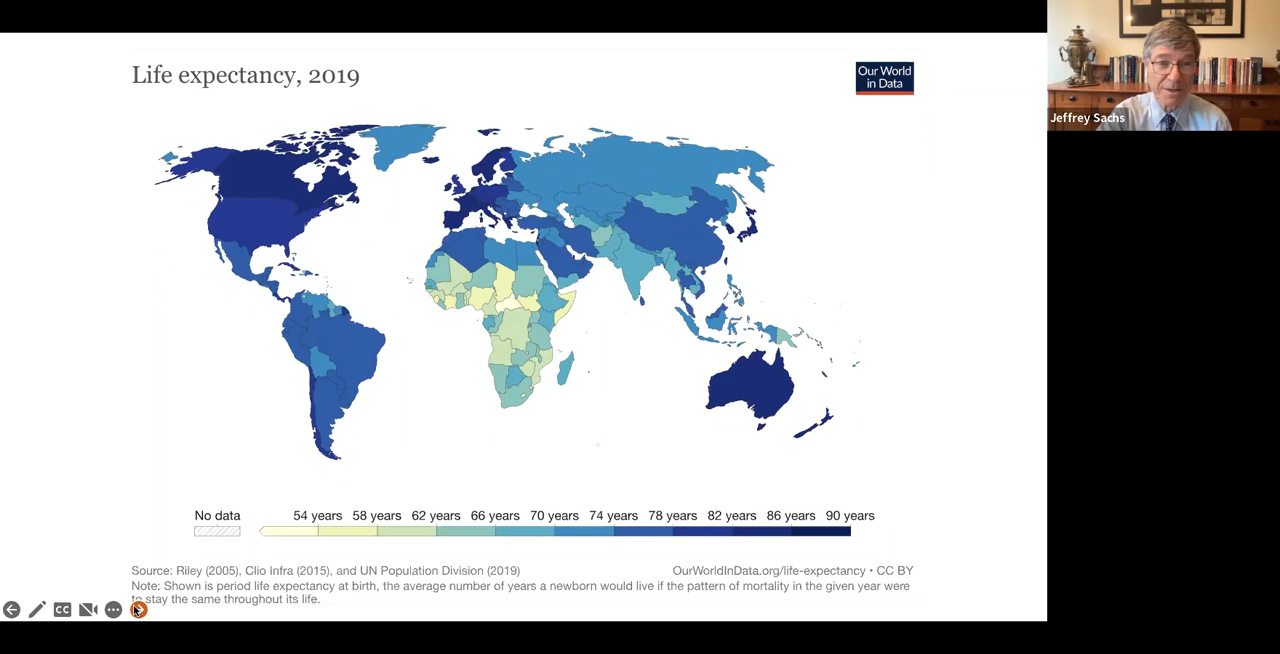 Life expectancy, 2019
Our World
in Data
Jeffrey Sachs
No data
54 years 58 years 62 years 66 years 70 years 74 years 78 years 82 years 86 years 90 years
Source: Riley (2005), Clio infra (2015), and UN Population Division (2019)
OurWorldInData.org/life-expectancy • CC BY
Note: Shown is period life expectancy at birth, the average number of years a newborn would live if the pattern of mortality in the given year were
to stay the same throughout its life.
CC